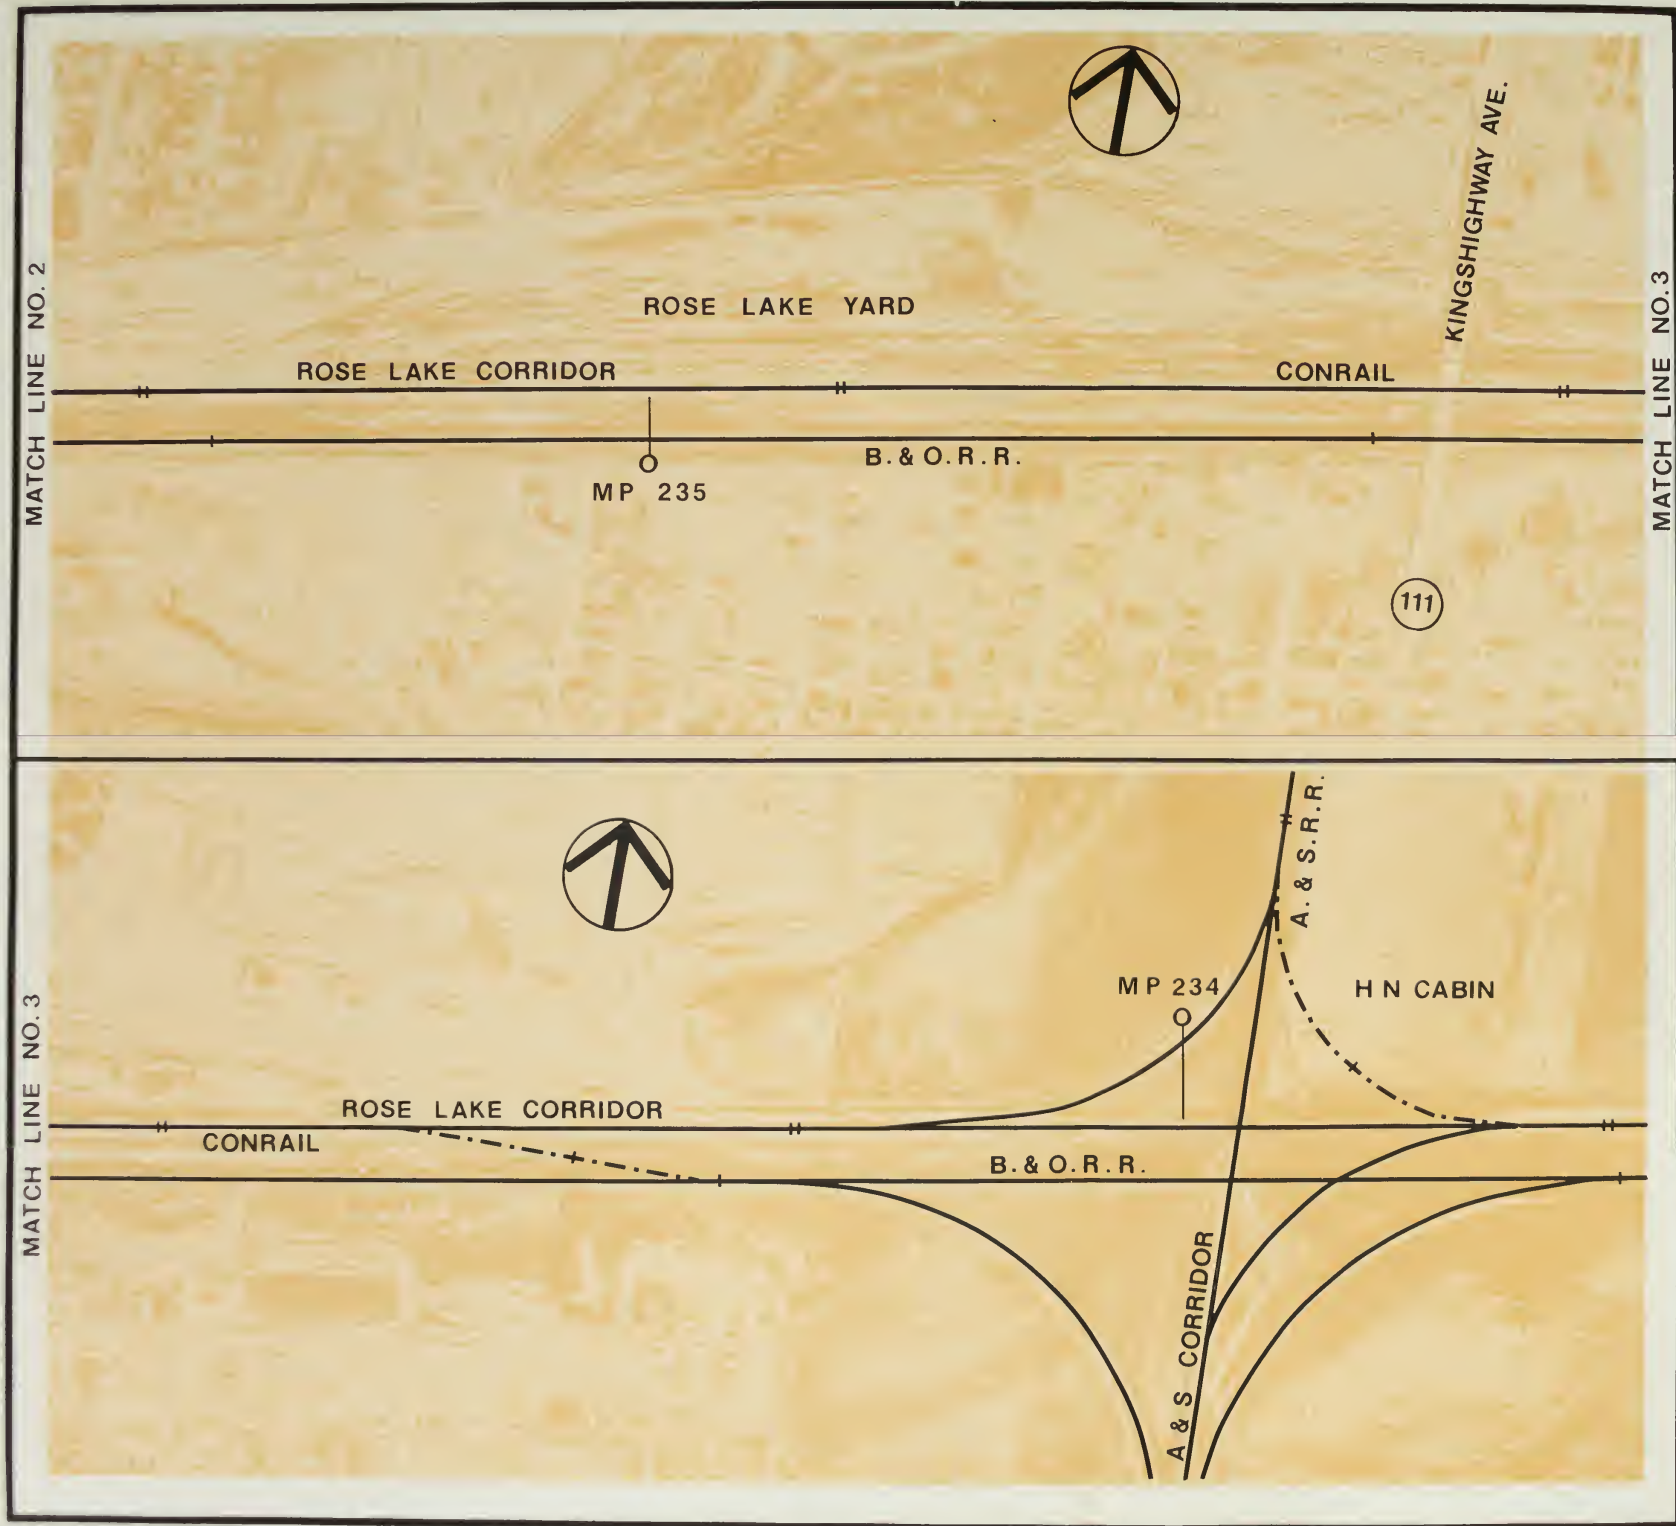 KINGSHIGHWAY AVE.
MATCH LINE NO. 2
ROSE LAKE YARD
MATCH LINE NO.3
ROSE LAKE CORRIDOR
CONRAIL
B. & O. R. R.
MP 235
111
A. & S. R. R.
MP 234
H N CABIN
MATCH LINE NO.3
ROSE LAKE CORRIDOR
CONRAIL
B. & O. R. R.
A & S CORRIDOR